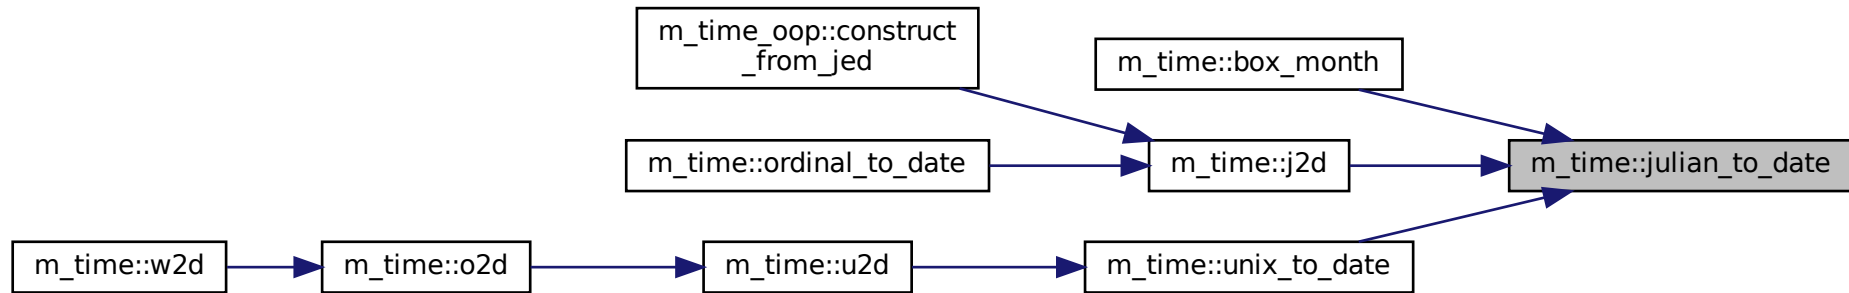 m_time_oop::construct
_from_jed
m_time::box_month
m_time::ordinal_to_date
m_time::j2d
m_time::julian_to_date
m_time::w2d
m_time::o2d
m_time::u2d
m_time::unix_to_date